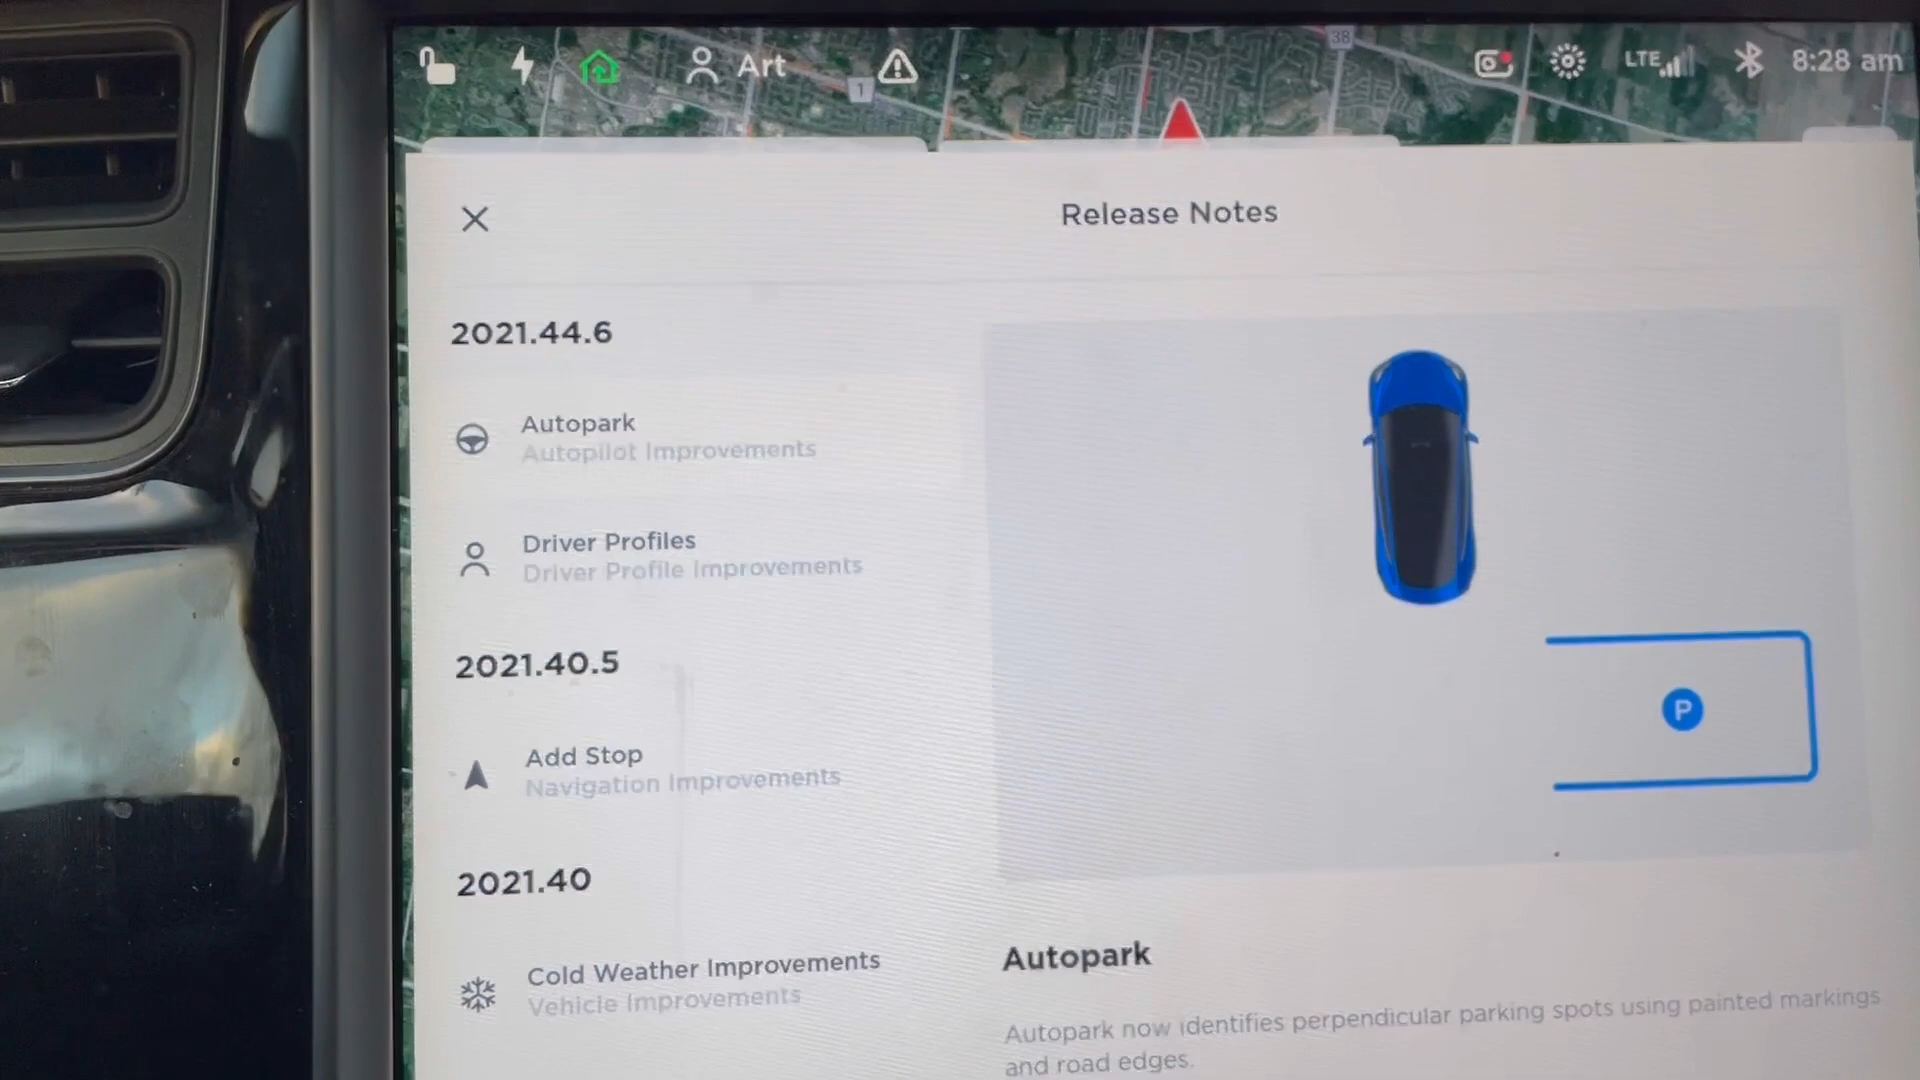 Art
1
38
LTE
8:28 am
Release Notes
2021.44.6
Autopark
Autopilot Improvements
Driver Profiles
Driver Profile Improvements
2021.40.5
Add Stop
Navigation Improvements
2021.40
Cold Weather Improvements
Vehicle Improvements
P
Autopark
Autopark now identifies perpendicular parking spots using painted markings
and road edges.